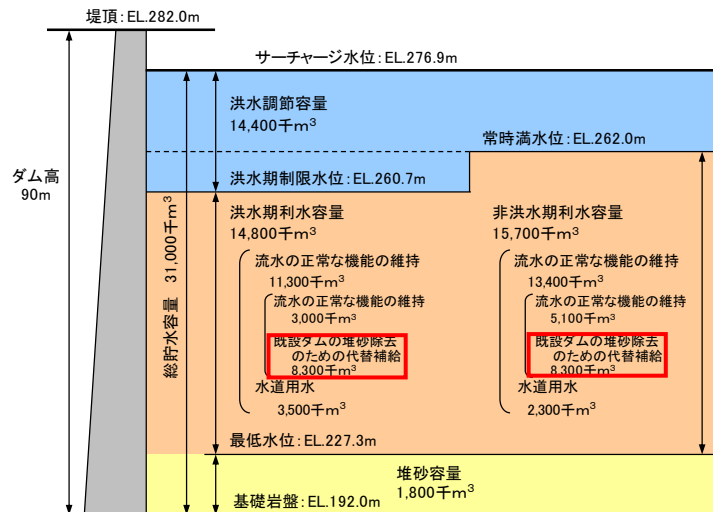 堤頂：EL.282.0m
サーチャージ水位：EL.276.9m
洪水調節容量
14,400千m³
常時満水位：EL.262.0m
洪水期制限水位：EL.260.7m
ダム高
90m
総貯水容量 31,000千m³
洪水期利水容量
14,800千m³
流水の正常な機能の維持
11,300千m³
流水の正常な機能の維持
3,000千m³
既設ダムの堆砂除去
のための代替補給
8,300千m³
水道用水
3,500千m³
非洪水期利水容量
15,700千m³
流水の正常な機能の維持
13,400千m³
流水の正常な機能の維持
5,100千m³
既設ダムの堆砂除去
のための代替補給
8,300千m³
水道用水
2,300千m³
最低水位：EL.227.3m
堆砂容量
1,800千m³
基礎岩盤：EL.192.0m